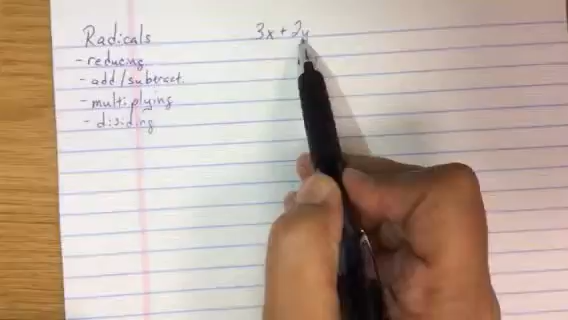 Radicals
- reducing
- add/subtract.
- multiplying
- dividing
3x + 2y